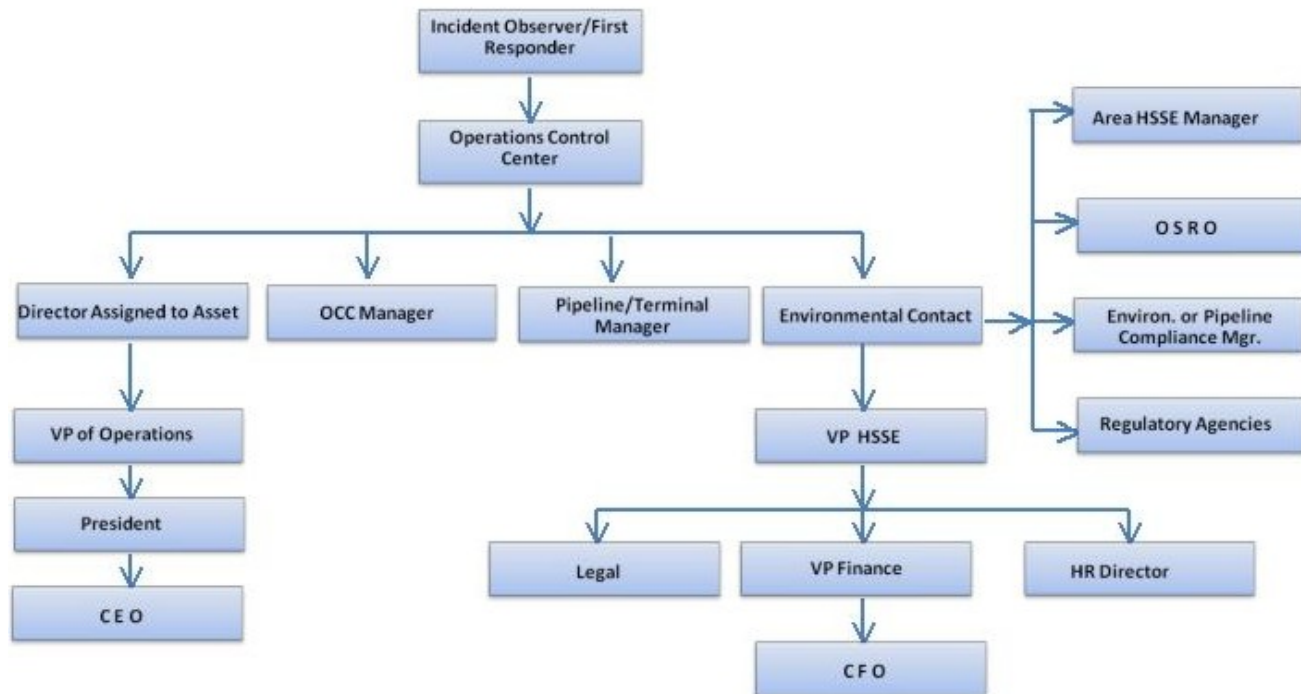 Incident Observer/First
Responder
Operations Control
Center
Area HSSE Manager
O S R O
Environ. or Pipeline
Compliance Mgr.
Regulatory Agencies
Director Assigned to Asset
OCC Manager
Pipeline/Terminal
Manager
Environmental Contact
VP of Operations
VP HSSE
President
Legal
VP Finance
HR Director
C E O
C F O